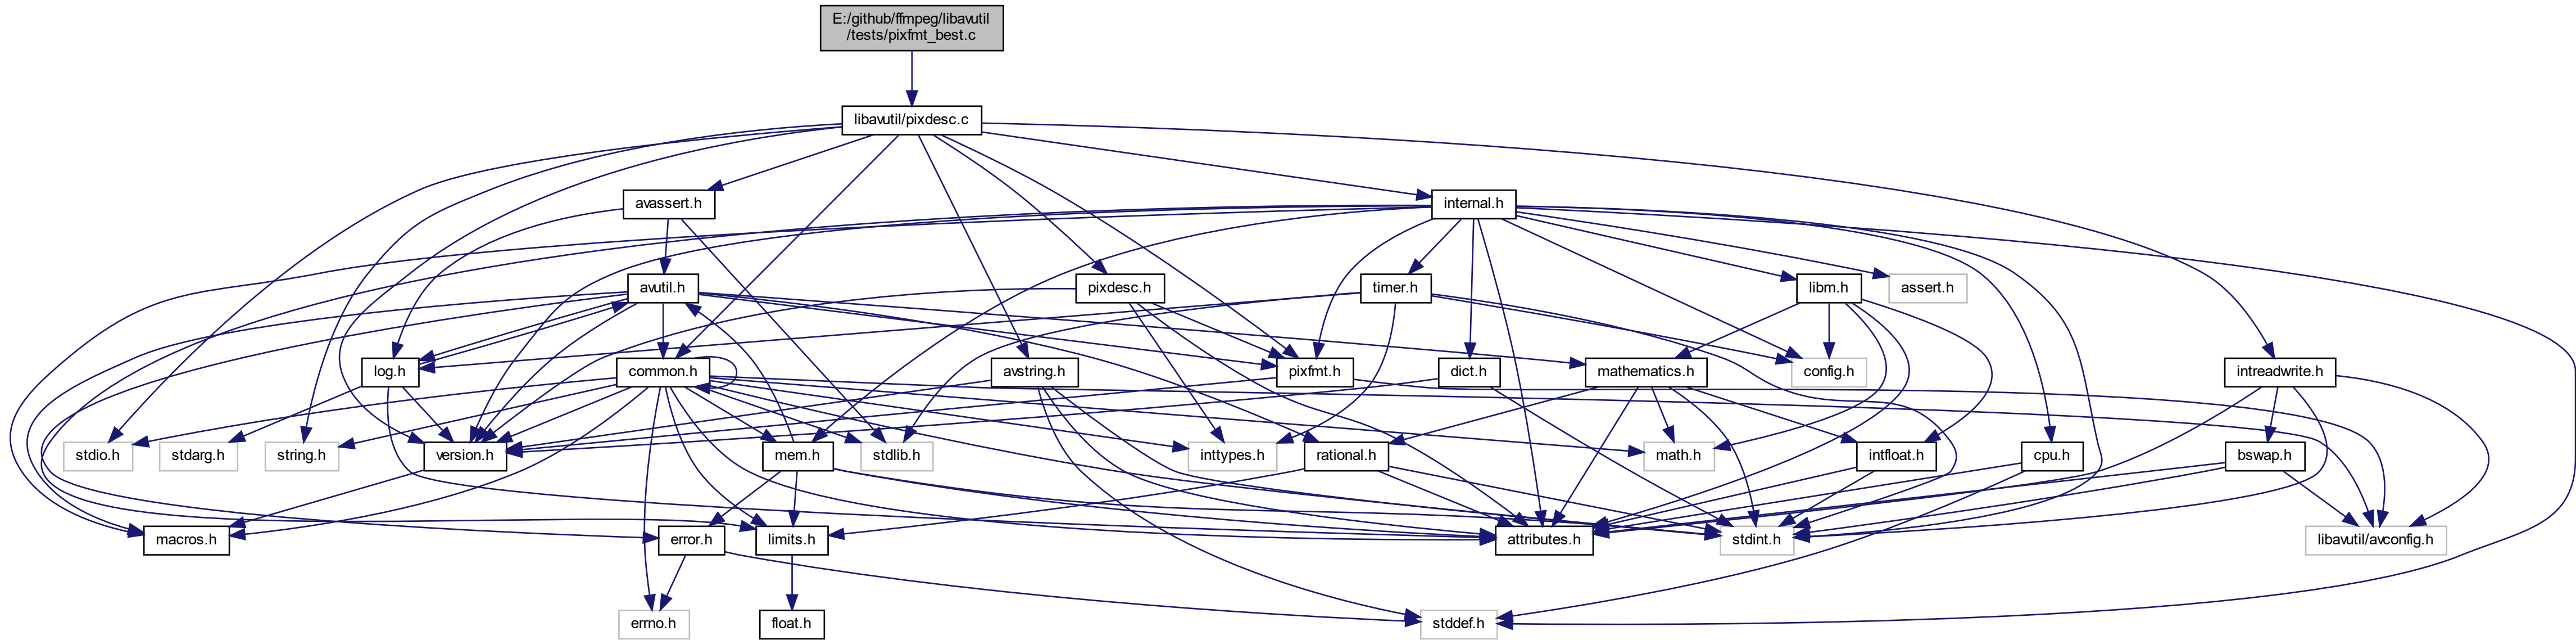 E:/github/ffmpeg/libavutil
/tests/pixfmt_best.c
libavutil/pixdesc.c
avassert.h
internal.h
avutil.h
pixdesc.h
timer.h
libm.h
assert.h
log.h
common.h
avstring.h
pixfmt.h
dict.h
mathematics.h
config.h
intreadwrite.h
stdio.h
stdarg.h
string.h
version.h
mem.h
stdlib.h
inttypes.h
rational.h
math.h
intfloat.h
cpu.h
bswap.h
macros.h
error.h
limits.h
attributes.h
stdint.h
libavutil/avconfig.h
errno.h
float.h
stddef.h